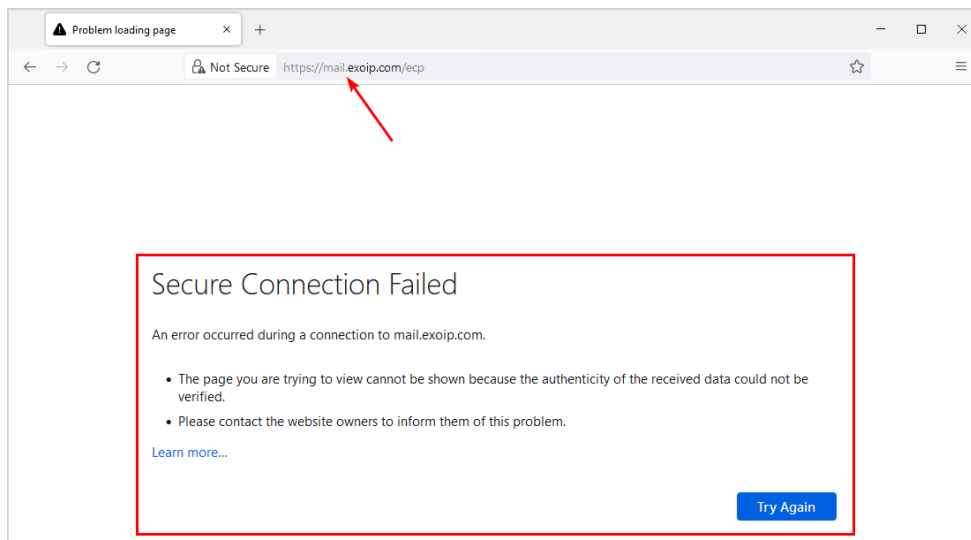 Problem loading page
Not Secure https://mail.exoip.com/ecp
Secure Connection Failed
An error occurred during a connection to mail.exoip.com.
• The page you are trying to view cannot be shown because the authenticity of the received data could not be
verified.
• Please contact the website owners to inform them of this problem.
Learn more...
Try Again